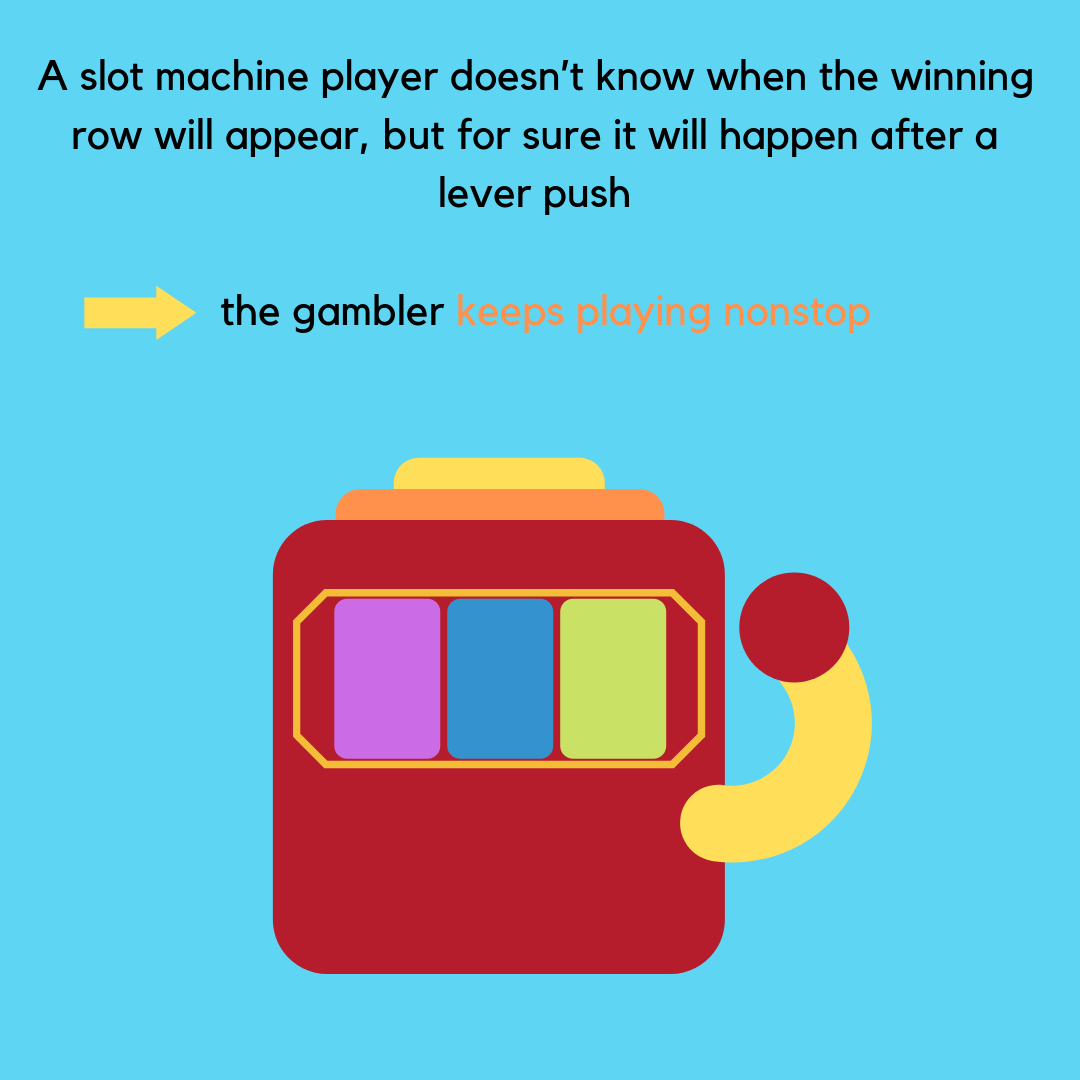 A slot machine player doesn't know when the winning
row will appear, but for sure it will happen after a
lever push
the gambler keeps playing nonstop